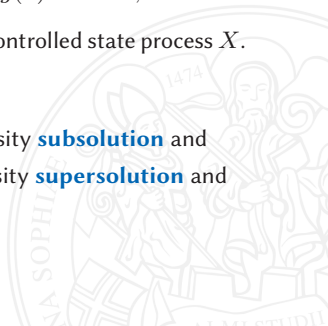 ontrolled state process X.
sity subsolution and
sity supersolution and
1474